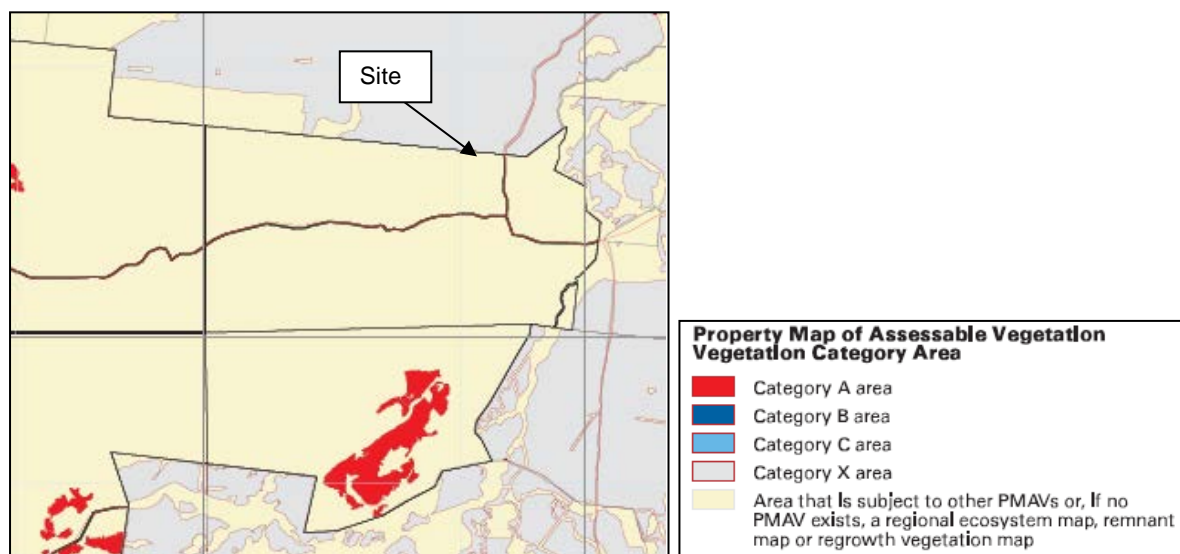 Site
Property Map of Assessable Vegetation
Vegetation Category Area
Category A area
Category B area
Category C area
Category X area
Area that is subject to other PMAVs or, if no
PMAV exists, a regional ecosystem map, remnant
map or regrowth vegetation map